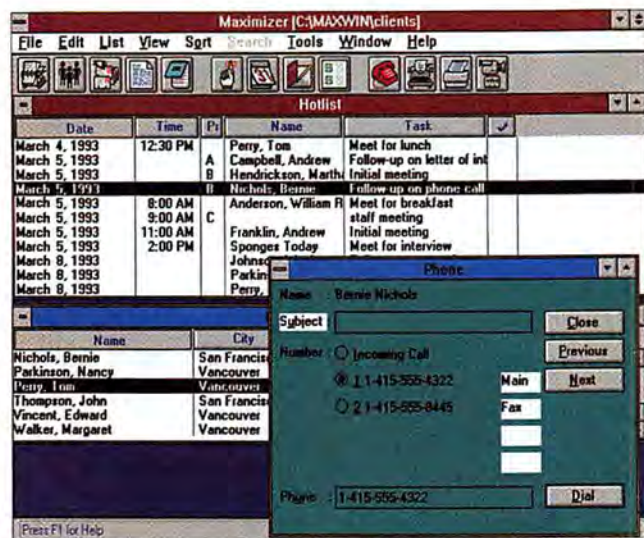 Maximizer [C:\MAXWIN\clients]
File Edit List View Sort Search Tools Window Help
Hotlist
Date Time Pr Name Task
March 4, 1993 12:30 PM Perry, Tom Meet for lunch
March 5, 1993 A Campbell, Andrew Follow-up on letter of int
March 5, 1993 B Hendrickson, Martha Initial meeting
March 5, 1993 B Nichols, Bernie Follow-up on phone call
March 5, 1993 8:00 AM Anderson, William R Meet for breakfast
March 5, 1993 9:00 AM C staff meeting
March 5, 1993 11:00 AM Franklin, Andrew Initial meeting
March 5, 1993 2:00 PM Sponges Today Meet for interview
March 8, 1993
March 8, 1993 Parkin
March 8, 1993 Perry,
Name City
Nichols, Bernie San Francisc
Parkinson, Nancy Vancouver
Perry, Tom Vancouver
Thompson, John San Francisc
Vincent, Edward Vancouver
Walker, Margaret Vancouver
Phone
Name : Bernie Nichols
Subject : Close
Number : Incoming Call Previous
1 1-415-555-4322 Main Next
2 1-415-555-8445 Fax
Phone : 1-415-555-4322 Dial
Press F1 for Help